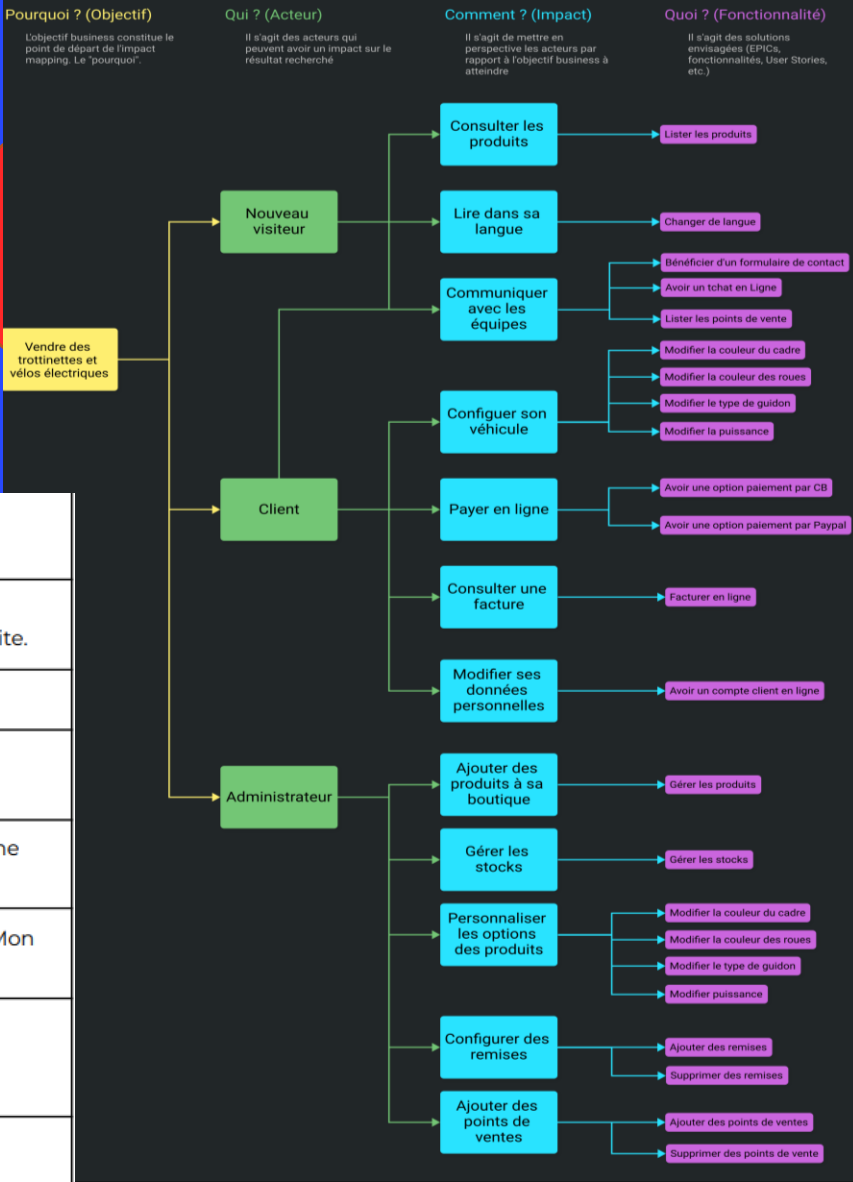 Pourquoi ? (Objectif)
L'objectif business constitue le
point de départ de l'impact
mapping. Le "pourquoi".
Qui ? (Acteur)
Il s'agit des acteurs qui
peuvent avoir un impact sur le
résultat recherché
Comment ? (Impact)
Il s'agit de mettre en
perspective les acteurs par
rapport à l'objectif business à
atteindre
Quoi ? (Fonctionnalité)
Il s'agit des solutions
envisagées (EPICs,
fonctionnalités, User Stories,
etc.)
Vendre des
trottinettes et
vélos électriques
Nouveau
visiteur
Consulter les
produits
Lister les produits
Lire dans sa
langue
Changer de langue
Communiquer
avec les
équipes
Bénéficier d'un formulaire de contact
Avoir un tchat en Ligne
Lister les points de vente
Client
Configuer son
véhicule
Modifier la couleur du cadre
Modifier la couleur des roues
Modifier le type de guidon
Modifier la puissance
Payer en ligne
Avoir une option paiement par CB
Avoir une option paiement par Paypal
Consulter une
facture
Facturer en ligne
Modifier ses
données
personnelles
Avoir un compte client en ligne
Administrateur
Ajouter des
produits à sa
boutique
Gérer les produits
Gérer les
stocks
Gérer les stocks
Personnaliser
les options
des produits
Modifier la couleur du cadre
Modifier la couleur des roues
Modifier le type de guidon
Modifier puissance
Configurer des
remises
Ajouter des remises
Supprimer des remises
Ajouter des
points de
ventes
Ajouter des points de ventes
Supprimer des points de vente
ite.
ne
Mon